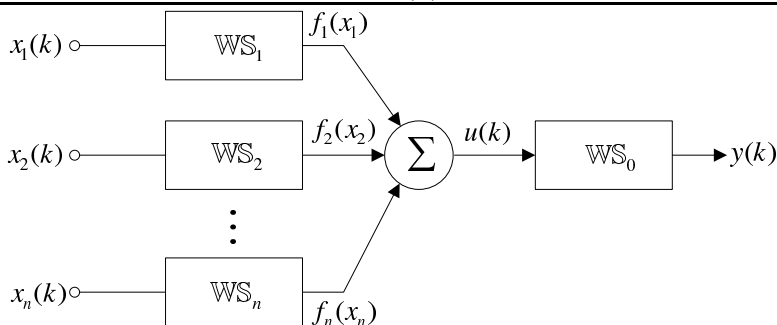 x₁(k) 𝕎𝕊₁ f₁(x₁)
x₂(k) 𝕎𝕊₂ f₂(x₂) Σ u(k) 𝕎𝕊₀ y(k)
⋮
xₙ(k) 𝕎𝕊ₙ fₙ(xₙ)